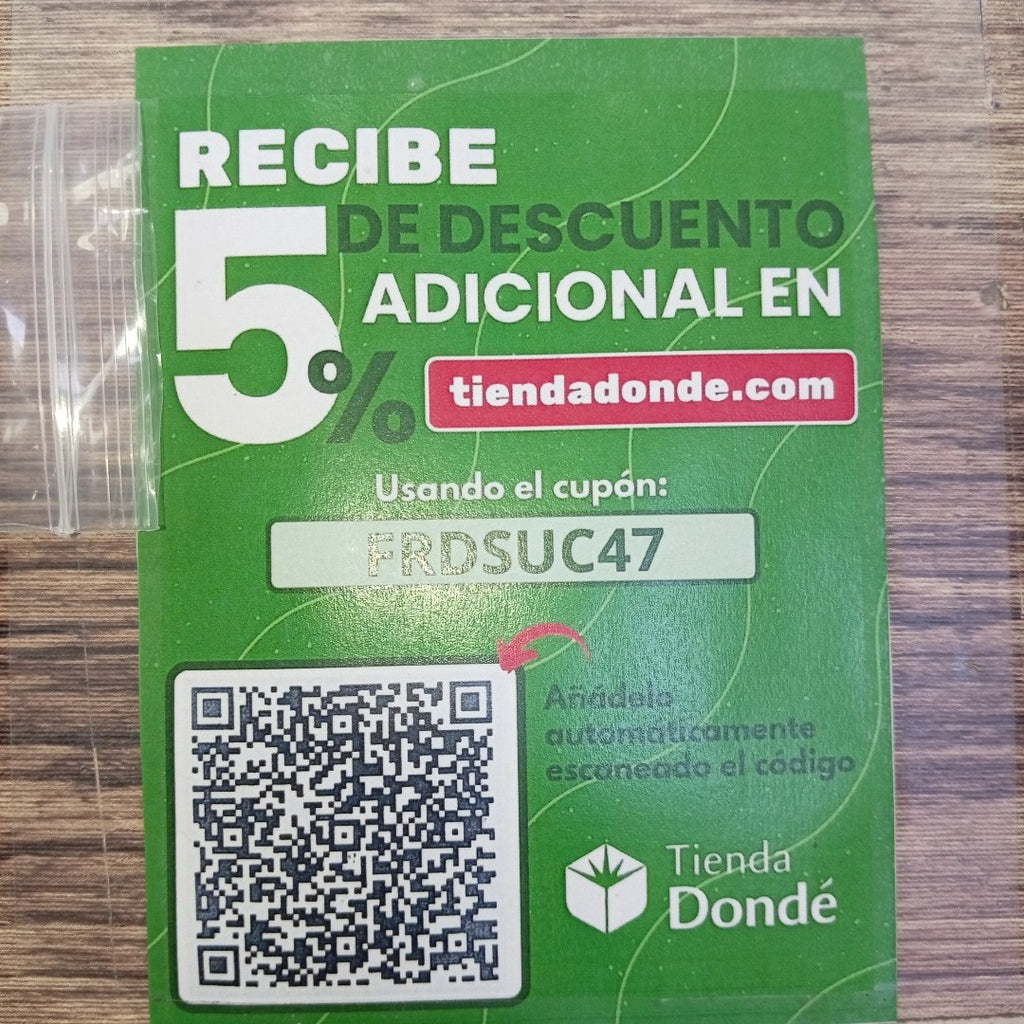 RECIBE
5% DE DESCUENTO
ADICIONAL EN
tiendadonde.com
Usando el cupón:
FRDSUC47
Añádelo
automáticamente
escaneado el código
Tienda
Dondé